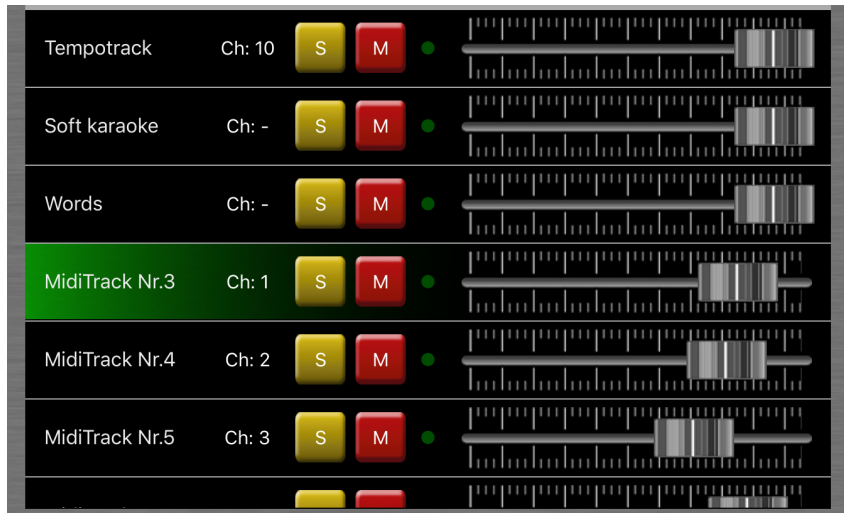 Tempotrack Ch: 10 S M
Soft karaoke Ch: - S M
Words Ch: - S M
MidiTrack Nr.3 Ch: 1 S M
MidiTrack Nr.4 Ch: 2 S M
MidiTrack Nr.5 Ch: 3 S M